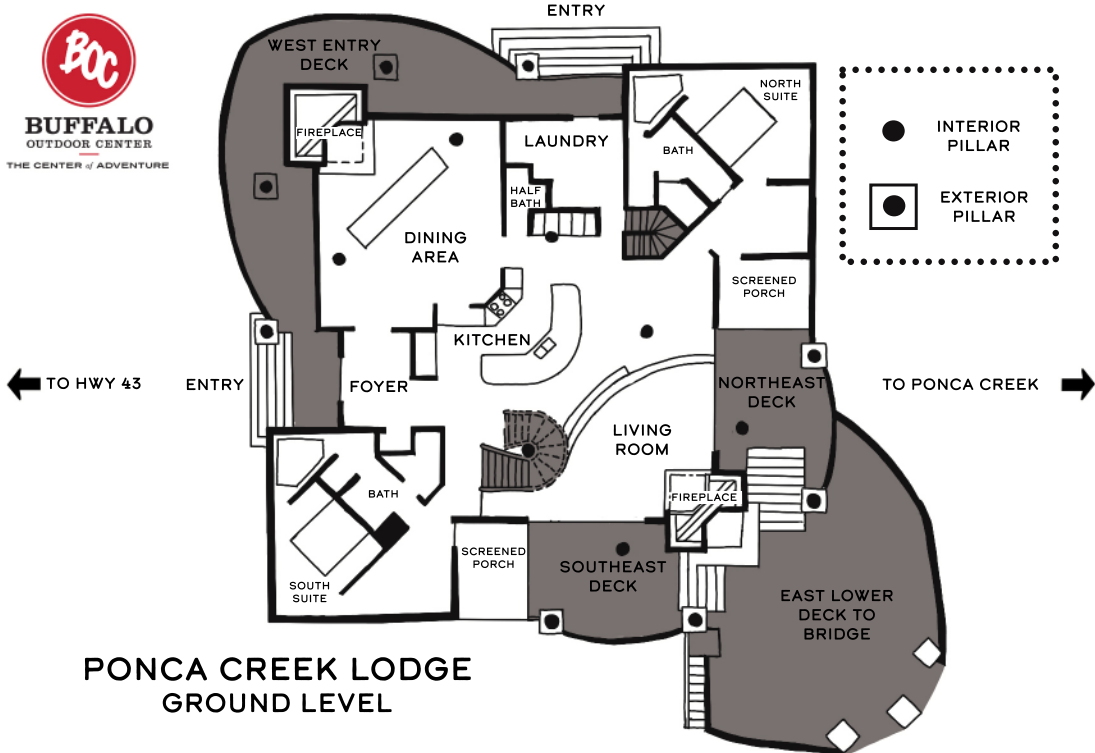 BOC
BUFFALO
OUTDOOR CENTER
THE CENTER of ADVENTURE
ENTRY
WEST ENTRY
DECK
NORTH
SUITE
FIREPLACE
LAUNDRY
BATH
HALF
BATH
INTERIOR
PILLAR
EXTERIOR
PILLAR
DINING
AREA
SCREENED
PORCH
KITCHEN
TO HWY 43
ENTRY
FOYER
NORTHEAST
DECK
TO PONCA CREEK
LIVING
ROOM
BATH
FIREPLACE
SCREENED
PORCH
SOUTH
SUITE
SOUTHEAST
DECK
EAST LOWER
DECK TO
BRIDGE
PONCA CREEK LODGE
GROUND LEVEL